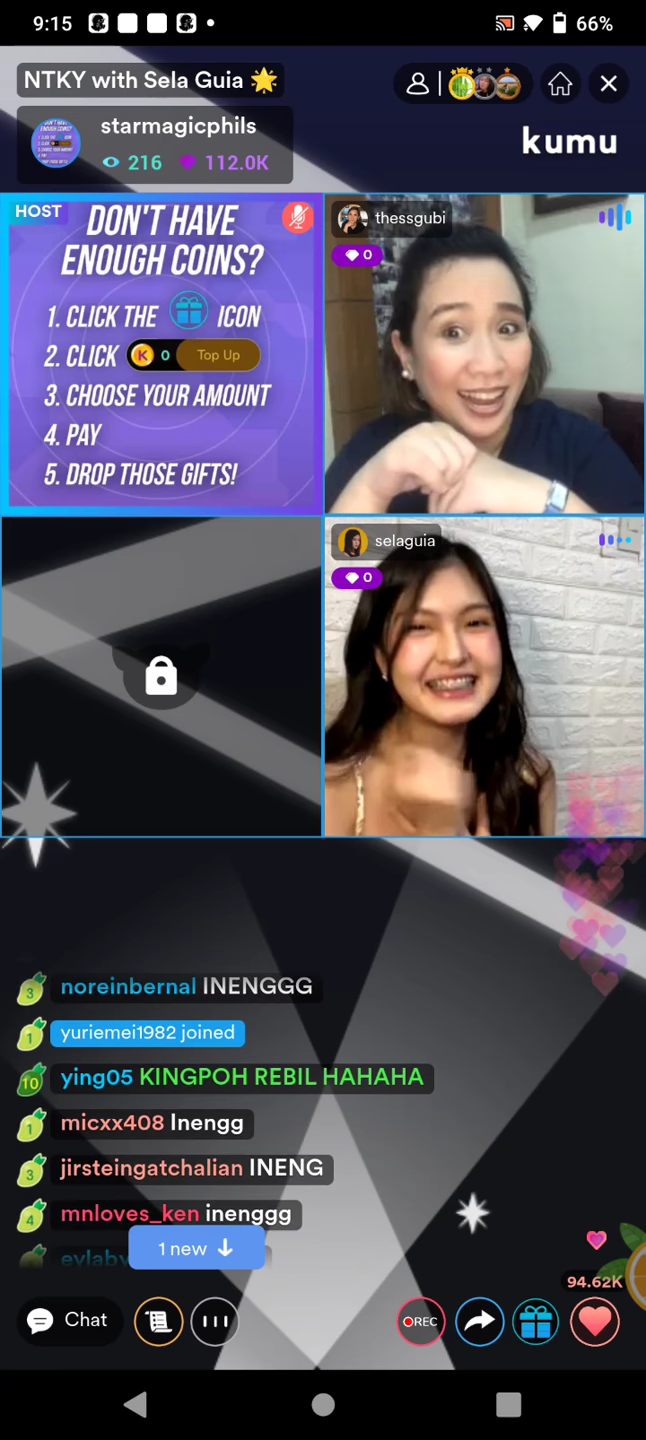 9:15
66%
NTKY with Sela Guia 🌟
starmagicphils
216
112.0K
kumu
HOST
DON'T HAVE
ENOUGH COINS?
1. CLICK THE ICON
2. CLICK K 0 Top Up
3. CHOOSE YOUR AMOUNT
4. PAY
5. DROP THOSE GIFTS!
thessgubi
0
selaguia
0
3 noreinbernal INENGGG
1 yuriemei1982 joined
10 ying05 KINGPOH REBIL HAHAHA
1 micxx408 Inengg
3 jirsteingatchalian INENG
4 mnloves_ken inenggg
1 new
94.62K
Chat
REC